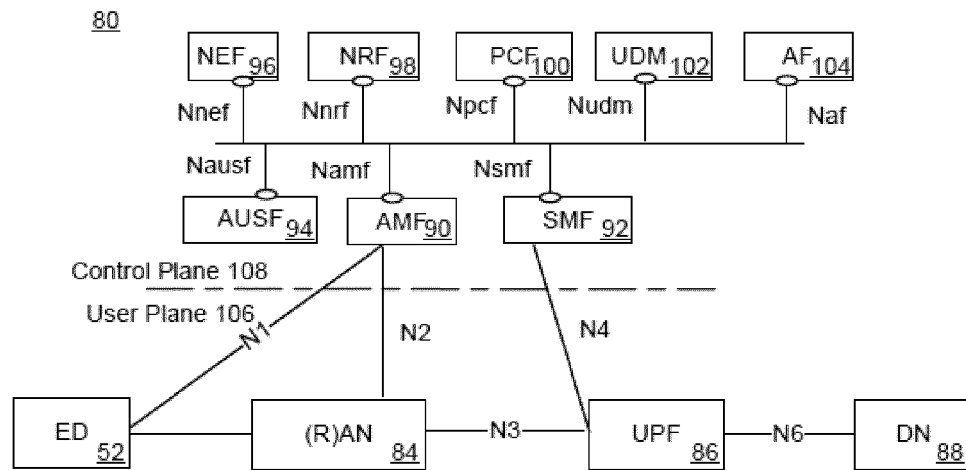 80
NEF 96
NRF 98
PCF 100
UDM 102
AF 104
Nnef
Nnrf
Npcf
Nudm
Naf
Nausf
Namf
Nsmf
AUSF 94
AMF 90
SMF 92
Control Plane 108
User Plane 106
N1
N2
N4
ED 52
(R)AN 84
N3
UPF 86
N6
DN 88